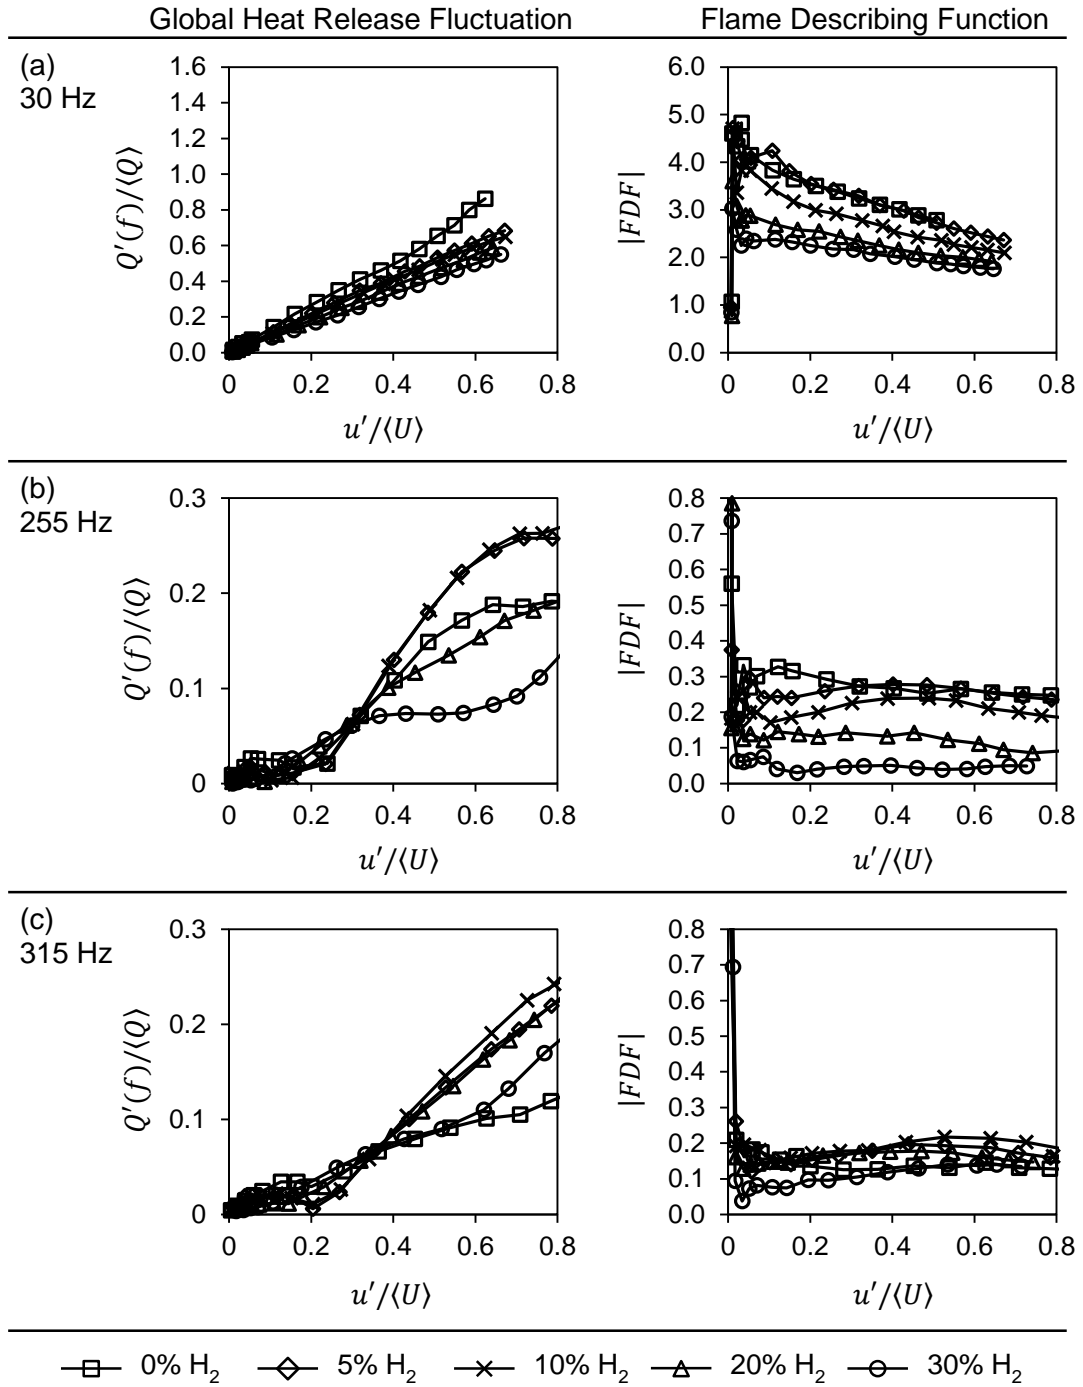 Global Heat Release Fluctuation Flame Describing Function
(a)
30 Hz
Q′(f)/⟨Q⟩
1.6
1.4
1.2
1.0
0.8
0.6
0.4
0.2
0.0
0 0.2 0.4 0.6 0.8
u′/⟨U⟩
|FDF|
6.0
5.0
4.0
3.0
2.0
1.0
0.0
0 0.2 0.4 0.6 0.8
u′/⟨U⟩
(b)
255 Hz
Q′(f)/⟨Q⟩
0.3
0.2
0.1
0
0 0.2 0.4 0.6 0.8
u′/⟨U⟩
|FDF|
0.8
0.7
0.6
0.5
0.4
0.3
0.2
0.1
0.0
0 0.2 0.4 0.6 0.8
u′/⟨U⟩
(c)
315 Hz
Q′(f)/⟨Q⟩
0.3
0.2
0.1
0
0 0.2 0.4 0.6 0.8
u′/⟨U⟩
|FDF|
0.8
0.7
0.6
0.5
0.4
0.3
0.2
0.1
0.0
0 0.2 0.4 0.6 0.8
u′/⟨U⟩
0% H₂ 5% H₂ 10% H₂ 20% H₂ 30% H₂